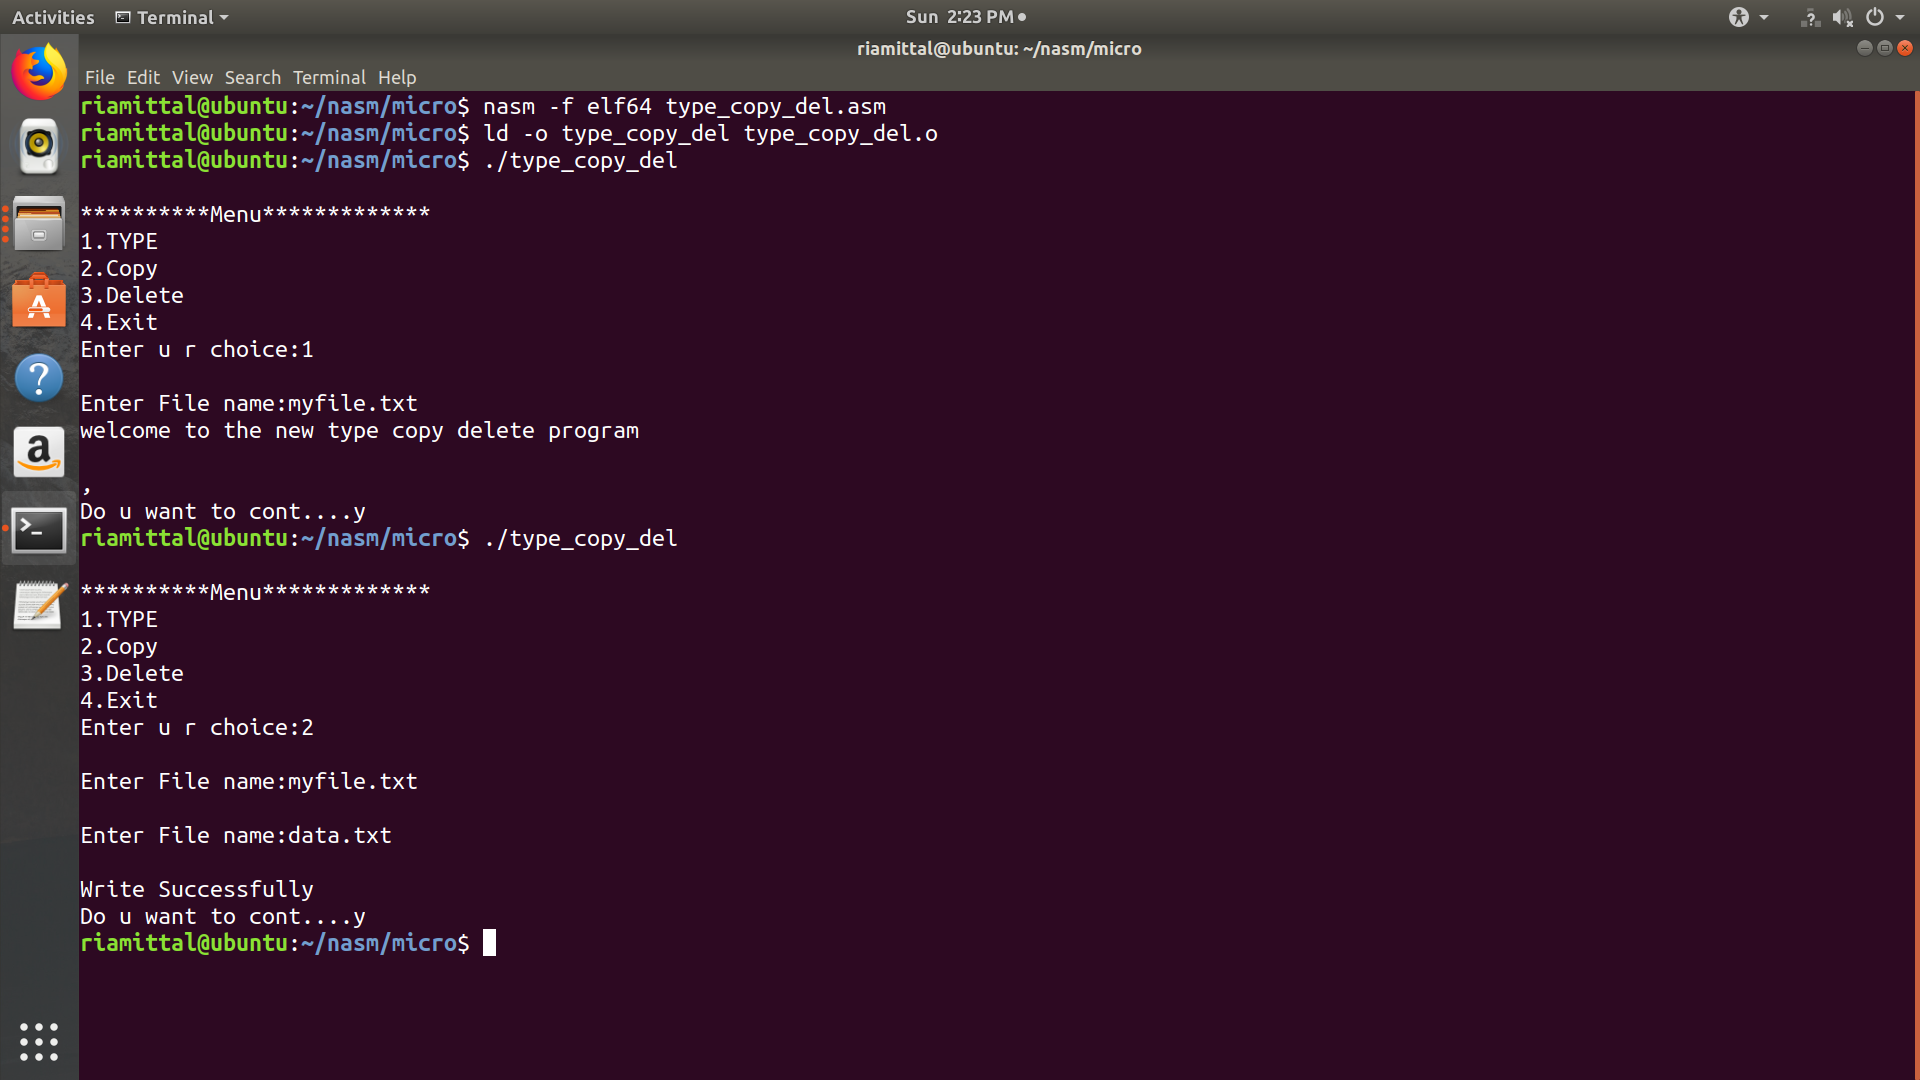 Activities Terminal Sun 2:23 PM
riamittal@ubuntu: ~/nasm/micro
File Edit View Search Terminal Help
riamittal@ubuntu:~/nasm/micro$ nasm -f elf64 type_copy_del.asm
riamittal@ubuntu:~/nasm/micro$ ld -o type_copy_del type_copy_del.o
riamittal@ubuntu:~/nasm/micro$ ./type_copy_del
**********Menu*************
1.TYPE
2.Copy
3.Delete
4.Exit
Enter u r choice:1
Enter File name:myfile.txt
welcome to the new type copy delete program
,
Do u want to cont....y
riamittal@ubuntu:~/nasm/micro$ ./type_copy_del
**********Menu*************
1.TYPE
2.Copy
3.Delete
4.Exit
Enter u r choice:2
Enter File name:myfile.txt
Enter File name:data.txt
Write Successfully
Do u want to cont....y
riamittal@ubuntu:~/nasm/micro$